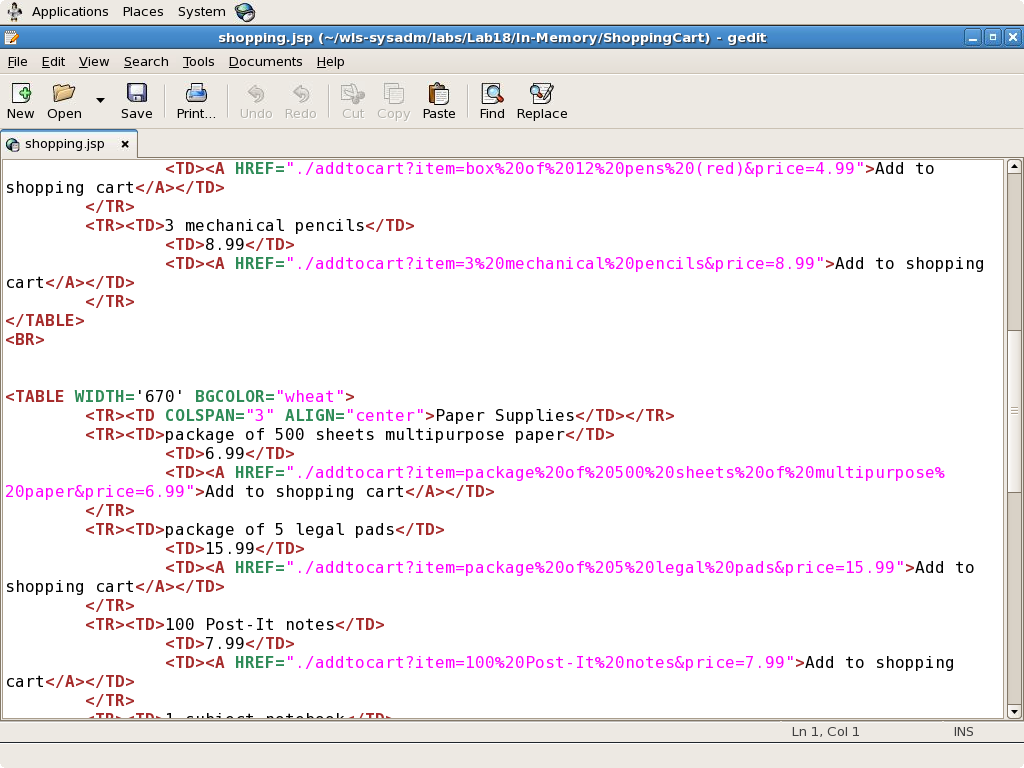 Applications Places System
shopping.jsp (~/wls-sysadm/labs/Lab18/In-Memory/ShoppingCart) - gedit
File Edit View Search Tools Documents Help
New Open Save Print... Undo Redo Cut Copy Paste Find Replace
shopping.jsp
<TD><A HREF="./addtocart?item=box%20of%2012%20pens%20(red)&price=4.99">Add to
shopping cart</A></TD>
</TR>
<TR><TD>3 mechanical pencils</TD>
<TD>8.99</TD>
<TD><A HREF="./addtocart?item=3%20mechanical%20pencils&price=8.99">Add to shopping
cart</A></TD>
</TR>
</TABLE>
<BR>
<TABLE WIDTH='670' BGCOLOR="wheat">
<TR><TD COLSPAN="3" ALIGN="center">Paper Supplies</TD></TR>
<TR><TD>package of 500 sheets multipurpose paper</TD>
<TD>6.99</TD>
<TD><A HREF="./addtocart?item=package%20of%20500%20sheets%20of%20multipurpose%
20paper&price=6.99">Add to shopping cart</A></TD>
</TR>
<TR><TD>package of 5 legal pads</TD>
<TD>15.99</TD>
<TD><A HREF="./addtocart?item=package%20of%205%20legal%20pads&price=15.99">Add to
shopping cart</A></TD>
</TR>
<TR><TD>100 Post-It notes</TD>
<TD>7.99</TD>
<TD><A HREF="./addtocart?item=100%20Post-It%20notes&price=7.99">Add to shopping
cart</A></TD>
</TR>
<TR><TD>1 subject notebook</TD>
Ln 1, Col 1 INS